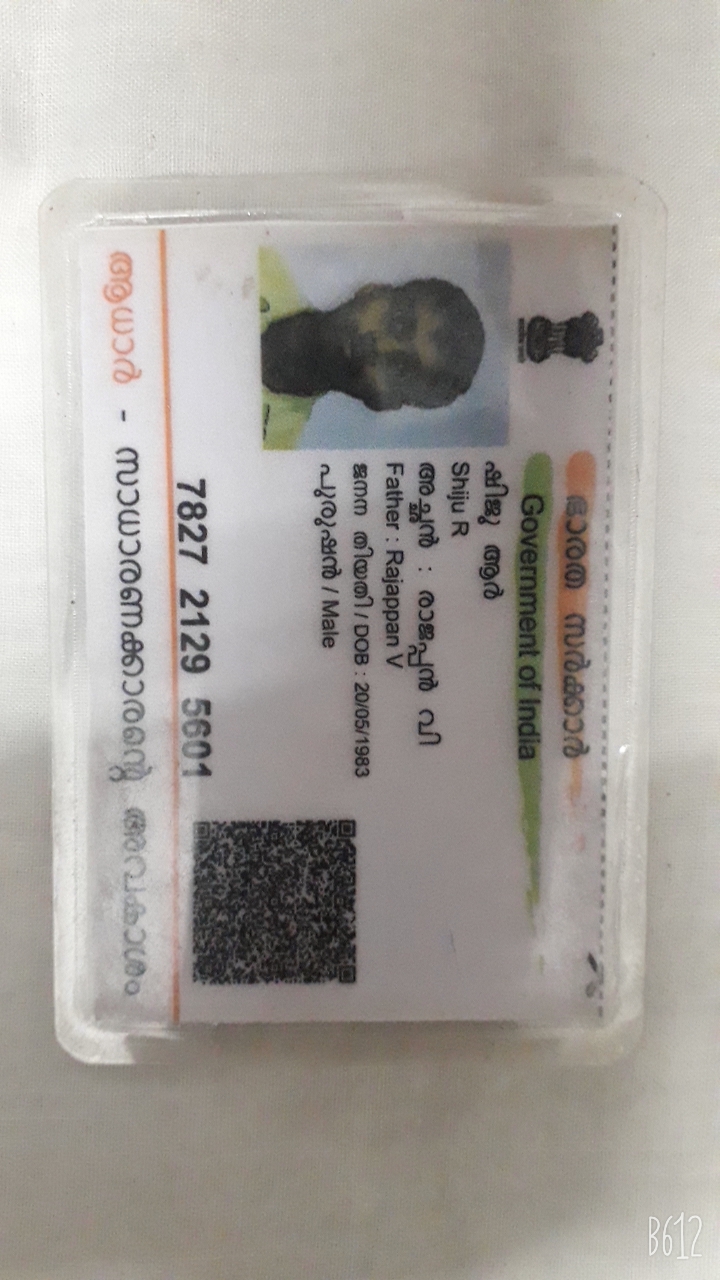 ഭാരത സർക്കാർ
Government of India
ഷിജു ആർ
Shiju R
അച്ഛൻ : രാജപ്പൻ വി
Father : Rajappan V
ജനന തിയതി / DOB : 20/05/1983
പുരുഷൻ / Male
7827 2129 5601
ആധാർ - സാധാരണക്കാരന്റെ അവകാശം
B612